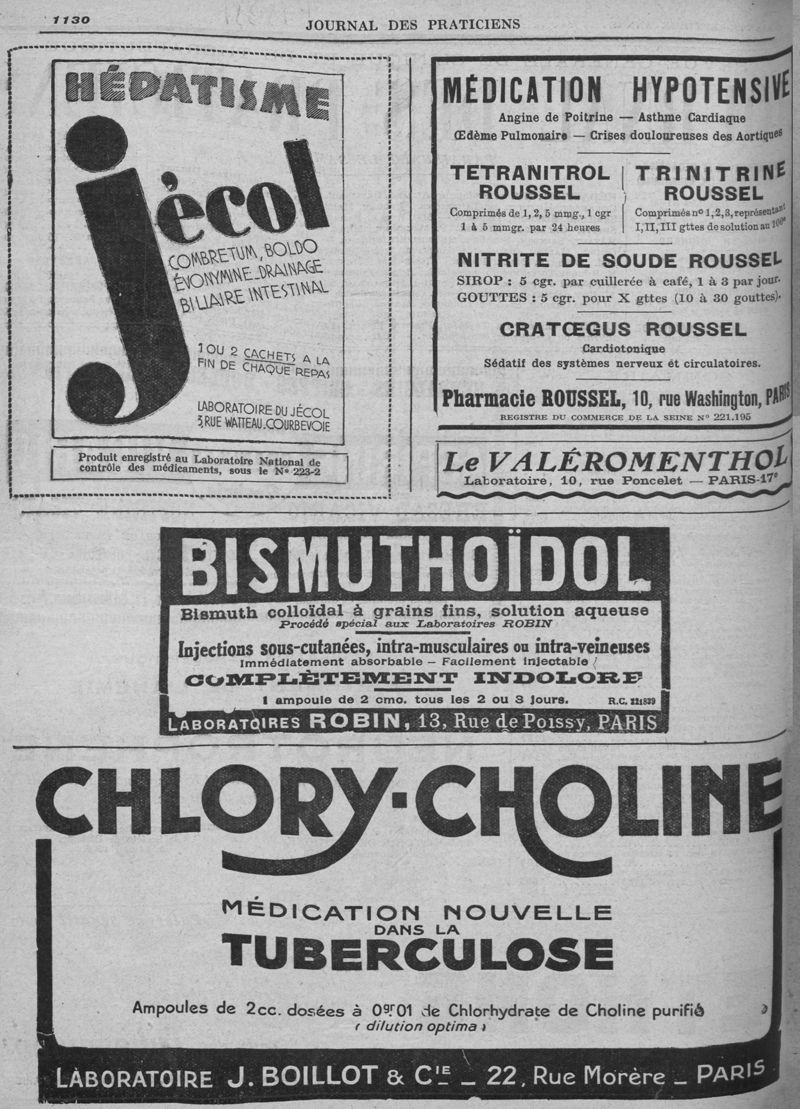 1130
JOURNAL DES PRATICIENS
HÉPATISME
jécol
COMBRETUM, BOLDO
ÉVONYMINE_DRAINAGE
BILIAIRE INTESTINAL
1 OU 2 CACHETS A LA
FIN DE CHAQUE REPAS
LABORATOIRE DU JÉCOL
3, RUE WATTEAU_COURBEVOIE
Produit enregistré au Laboratoire National de
contrôle des médicaments, sous le No 223-2
MÉDICATION HYPOTENSIVE
Angine de Poitrine — Asthme Cardiaque
Œdème Pulmonaire — Crises douloureuses des Aortiques
TETRANITROL
ROUSSEL
Comprimés de 1, 2, 5 mmg., 1 cgr
1 à 5 mmgr. par 24 heures
TRINITRINE
ROUSSEL
Comprimés no 1, 2, 3, représentant
I, II, III gttes de solution au 100e
NITRITE DE SOUDE ROUSSEL
SIROP : 5 cgr. par cuillerée à café, 1 à 3 par jour.
GOUTTES : 5 cgr. pour X gttes (10 à 30 gouttes).
CRATŒGUS ROUSSEL
Cardiotonique
Sédatif des systèmes nerveux et circulatoires.
Pharmacie ROUSSEL, 10, rue Washington, PARIS
REGISTRE DU COMMERCE DE LA SEINE No 221.195
Le VALÉROMENTHOL
Laboratoire, 10, rue Poncelet — PARIS-17e
BISMUTHOÏDOL
Bismuth colloïdal à grains fins, solution aqueuse
Procédé spécial aux Laboratoires ROBIN
Injections sous-cutanées, intra-musculaires ou intra-veineuses
Immédiatement absorbable – Facilement injectable
COMPLÈTEMENT INDOLORE
1 ampoule de 2 cmc. tous les 2 ou 3 jours. R.C. 221839
LABORATOIRES ROBIN, 13, Rue de Poissy, PARIS
CHLORY-CHOLINE
MÉDICATION NOUVELLE
DANS LA
TUBERCULOSE
Ampoules de 2cc. dosées à 0gr01 de Chlorhydrate de Choline purifié
( dilution optima )
LABORATOIRE J. BOILLOT & CIE _ 22, Rue Morère _ PARIS